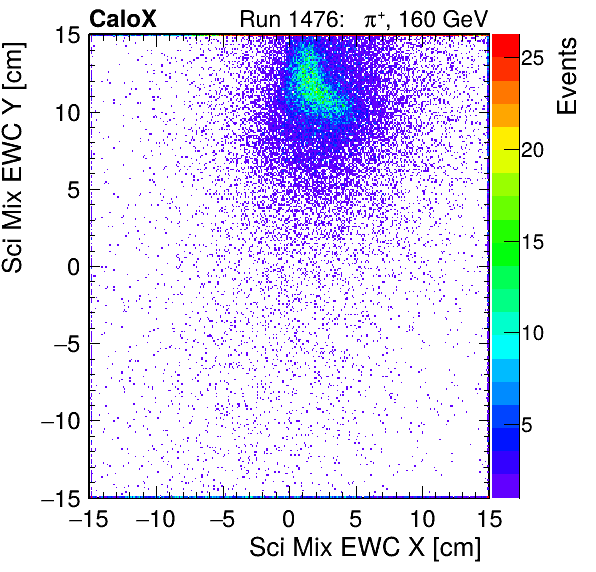 CaloX Run 1476: π⁺, 160 GeV
Events
Sci Mix EWC Y [cm]
15
10
5
0
−5
−10
−15
25
20
15
10
5
−15 −10 −5 0 5 10 15
Sci Mix EWC X [cm]